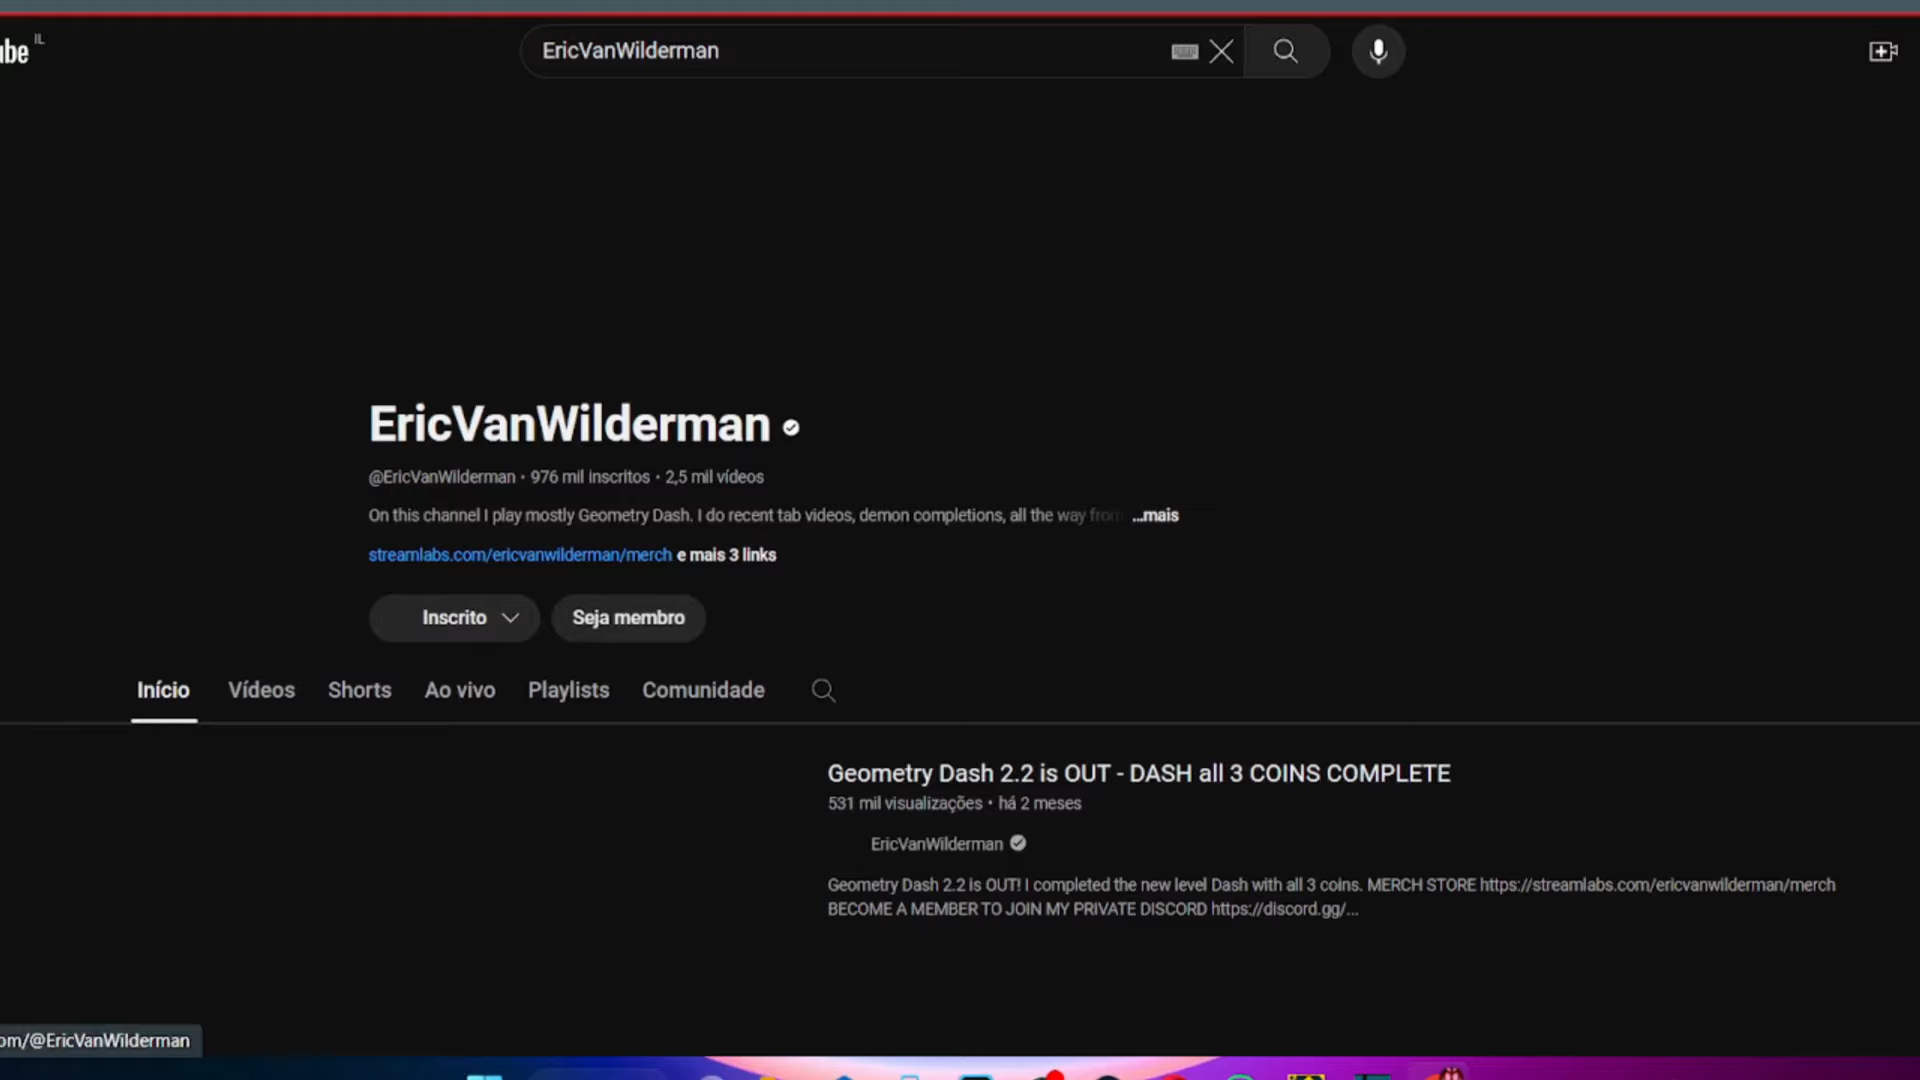 ube IL
EricVanWilderman
EricVanWilderman
@EricVanWilderman • 976 mil inscritos • 2,5 mil vídeos
On this channel I play mostly Geometry Dash. I do recent tab videos, demon completions, all the way from ...mais
streamlabs.com/ericvanwilderman/merch e mais 3 links
Inscrito
Seja membro
Início Vídeos Shorts Ao vivo Playlists Comunidade
Geometry Dash 2.2 is OUT - DASH all 3 COINS COMPLETE
531 mil visualizações • há 2 meses
EricVanWilderman
Geometry Dash 2.2 is OUT! I completed the new level Dash with all 3 coins. MERCH STORE https://streamlabs.com/ericvanwilderman/merch
BECOME A MEMBER TO JOIN MY PRIVATE DISCORD https://discord.gg/...
om/@EricVanWilderman